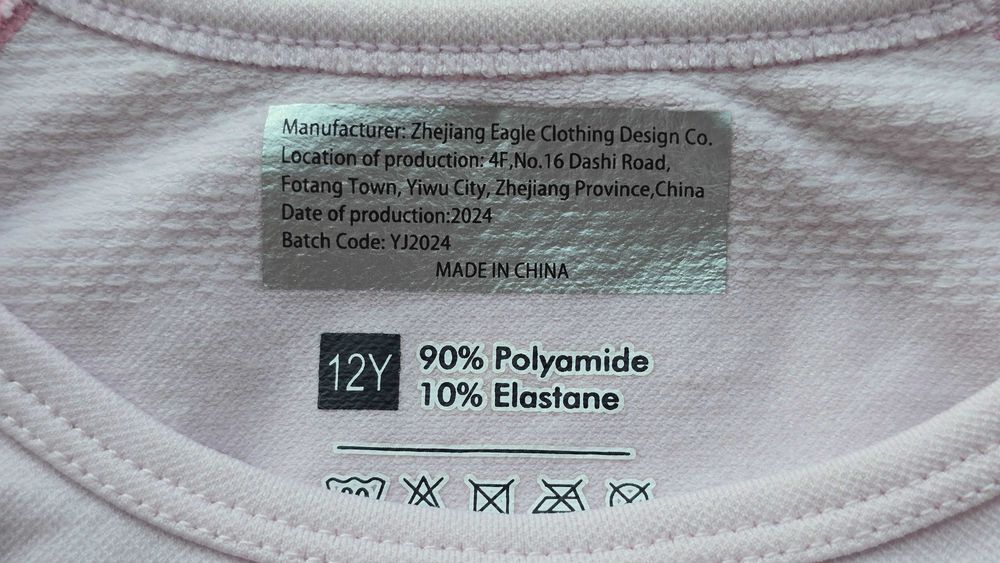 Manufacturer: Zhejiang Eagle Clothing Design Co.
Location of production: 4F,No.16 Dashi Road,
Fotang Town, Yiwu City, Zhejiang Province,China
Date of production:2024
Batch Code: YJ2024
MADE IN CHINA
12Y
90% Polyamide
10% Elastane
30